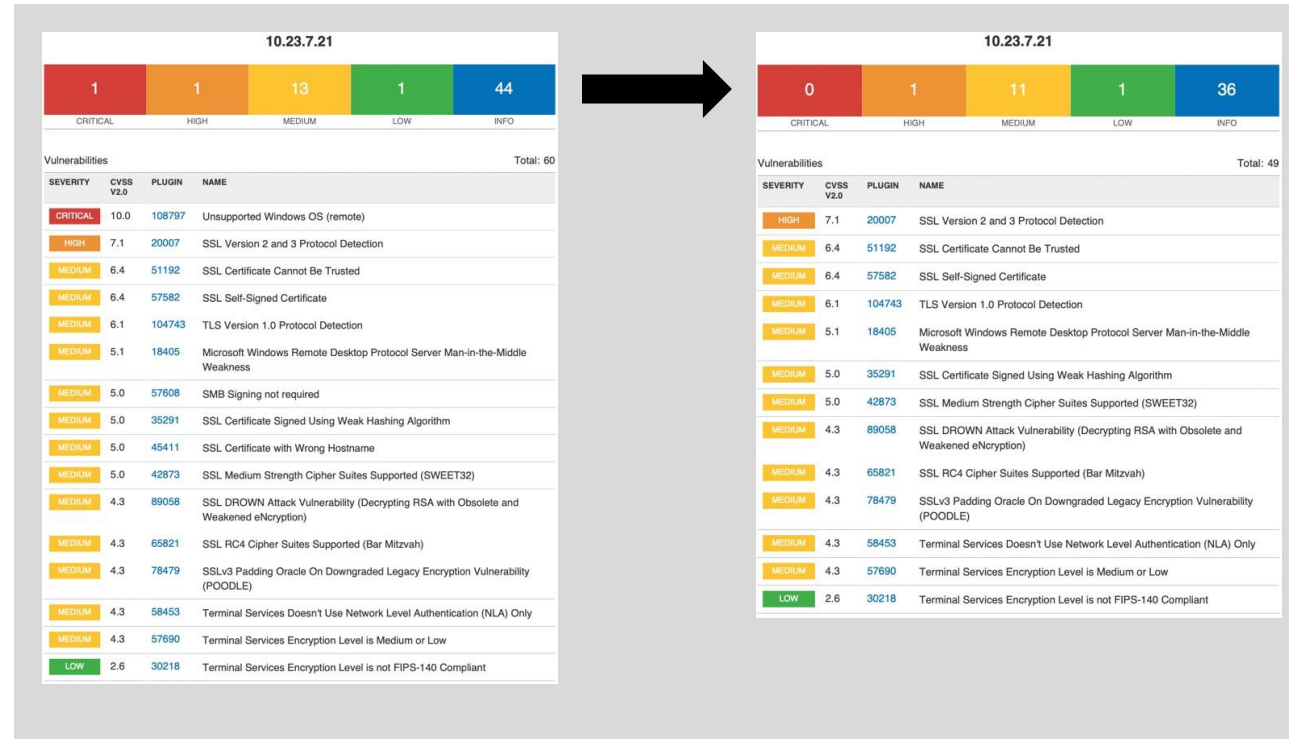 10.23.7.21
1 1 13 1 44
CRITICAL HIGH MEDIUM LOW INFO
Vulnerabilities Total: 60
SEVERITY CVSS V2.0 PLUGIN NAME
CRITICAL 10.0 108797 Unsupported Windows OS (remote)
HIGH 7.1 20007 SSL Version 2 and 3 Protocol Detection
MEDIUM 6.4 51192 SSL Certificate Cannot Be Trusted
MEDIUM 6.4 57582 SSL Self-Signed Certificate
MEDIUM 6.1 104743 TLS Version 1.0 Protocol Detection
MEDIUM 5.1 18405 Microsoft Windows Remote Desktop Protocol Server Man-in-the-Middle
Weakness
MEDIUM 5.0 57608 SMB Signing not required
MEDIUM 5.0 35291 SSL Certificate Signed Using Weak Hashing Algorithm
MEDIUM 5.0 45411 SSL Certificate with Wrong Hostname
MEDIUM 5.0 42873 SSL Medium Strength Cipher Suites Supported (SWEET32)
MEDIUM 4.3 89058 SSL DROWN Attack Vulnerability (Decrypting RSA with Obsolete and
Weakened eNcryption)
MEDIUM 4.3 65821 SSL RC4 Cipher Suites Supported (Bar Mitzvah)
MEDIUM 4.3 78479 SSLv3 Padding Oracle On Downgraded Legacy Encryption Vulnerability
(POODLE)
MEDIUM 4.3 58453 Terminal Services Doesn't Use Network Level Authentication (NLA) Only
MEDIUM 4.3 57690 Terminal Services Encryption Level is Medium or Low
LOW 2.6 30218 Terminal Services Encryption Level is not FIPS-140 Compliant
10.23.7.21
0 1 11 1 36
CRITICAL HIGH MEDIUM LOW INFO
Vulnerabilities Total: 49
SEVERITY CVSS V2.0 PLUGIN NAME
HIGH 7.1 20007 SSL Version 2 and 3 Protocol Detection
MEDIUM 6.4 51192 SSL Certificate Cannot Be Trusted
MEDIUM 6.4 57582 SSL Self-Signed Certificate
MEDIUM 6.1 104743 TLS Version 1.0 Protocol Detection
MEDIUM 5.1 18405 Microsoft Windows Remote Desktop Protocol Server Man-in-the-Middle
Weakness
MEDIUM 5.0 35291 SSL Certificate Signed Using Weak Hashing Algorithm
MEDIUM 5.0 42873 SSL Medium Strength Cipher Suites Supported (SWEET32)
MEDIUM 4.3 89058 SSL DROWN Attack Vulnerability (Decrypting RSA with Obsolete and
Weakened eNcryption)
MEDIUM 4.3 65821 SSL RC4 Cipher Suites Supported (Bar Mitzvah)
MEDIUM 4.3 78479 SSLv3 Padding Oracle On Downgraded Legacy Encryption Vulnerability
(POODLE)
MEDIUM 4.3 58453 Terminal Services Doesn't Use Network Level Authentication (NLA) Only
MEDIUM 4.3 57690 Terminal Services Encryption Level is Medium or Low
LOW 2.6 30218 Terminal Services Encryption Level is not FIPS-140 Compliant